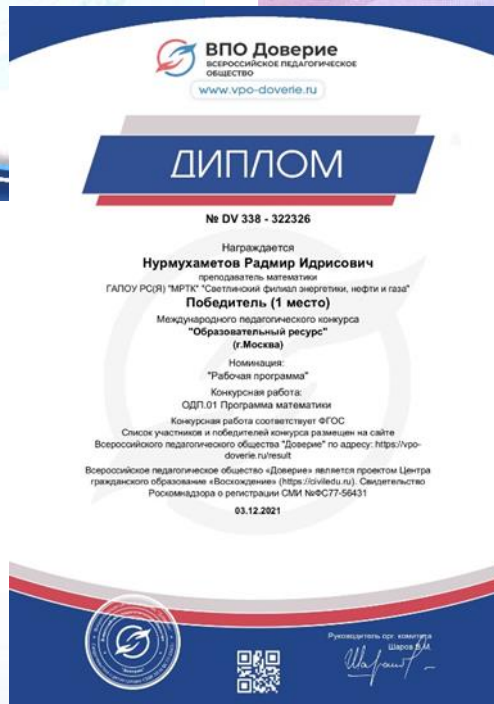 ВПО Доверие
ВСЕРОССИЙСКОЕ ПЕДАГОГИЧЕСКОЕ
ОБЩЕСТВО
www.vpo-doverie.ru
ДИПЛОМ
№ DV 338 - 322326
Награждается
Нурмухаметов Радмир Идрисович
преподаватель математики
ГАПОУ РС(Я) "МРТК" "Светлинский филиал энергетики, нефти и газа"
Победитель (1 место)
Международного педагогического конкурса
"Образовательный ресурс"
(г.Москва)
Номинация:
"Рабочая программа"
Конкурсная работа:
ОДП.01 Программа математики
Конкурсная работа соответствует ФГОС
Список участников и победителей конкурса размещен на сайте
Всероссийского педагогического общества "Доверие" по адресу: https://vpo-
doverie.ru/result
Всероссийское педагогическое общество «Доверие» является проектом Центра
гражданского образование «Восхождение» (https://civiledu.ru). Свидетельство
Роскомнадзора о регистрации СМИ №ФС77-56431
03.12.2021
Руководитель орг. комитета
Шаров В.М.